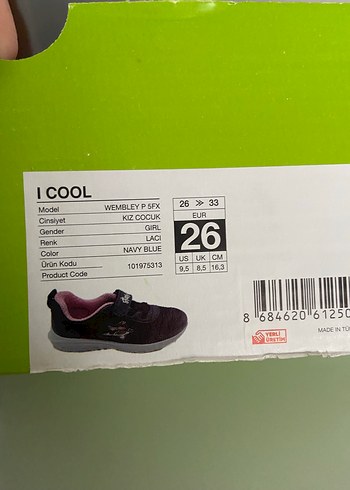 I COOL
Model WEMBLEY P 5FX
Cinsiyet KIZ COCUK
Gender GIRL
Renk LACI
Color NAVY BLUE
Ürün Kodu
Product Code 101975313
26 >> 33
EUR
26
US UK CM
9,5 8,5 16,3
8 684620 61250
MADE IN TÜ
YERLİ
ÜRETİM